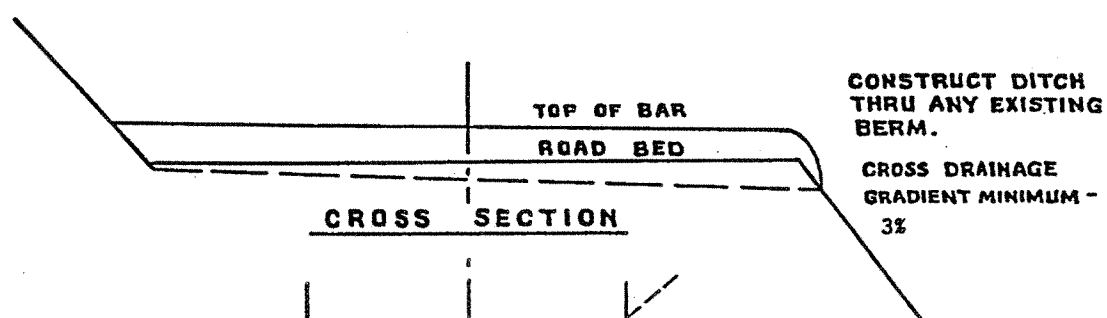 CONSTRUCT DITCH
THRU ANY EXISTING
BERM.
TOP OF BAR
ROAD BED
CROSS DRAINAGE
GRADIENT MINIMUM -
3%
CROSS SECTION